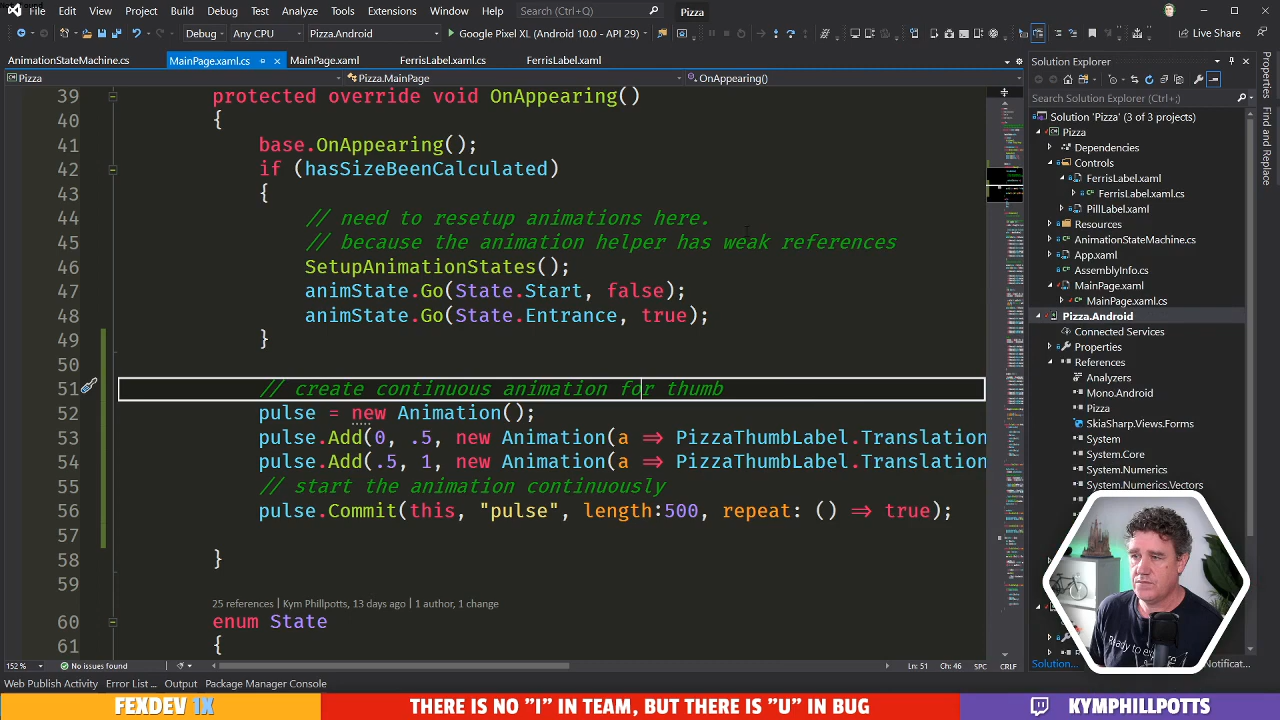 File Edit View Git Project Build Debug Test Analyze Tools Extensions Window Help Search (Ctrl+Q) Pizza
Debug Any CPU Pizza.Android Google Pixel XL (Android 10.0 - API 29) Live Share
AnimationStateMachine.cs MainPage.xaml.cs MainPage.xaml FerrisLabel.xaml.cs FerrisLabel.xaml
Pizza Pizza.MainPage OnAppearing()
39 protected override void OnAppearing()
40 {
41 base.OnAppearing();
42 if (hasSizeBeenCalculated)
43 {
44 // need to resetup animations here.
45 // because the animation helper has weak references
46 SetupAnimationStates();
47 animState.Go(State.Start, false);
48 animState.Go(State.Entrance, true);
49 }
50
51 // create continuous animation for thumb
52 pulse = new Animation();
53 pulse.Add(0, .5, new Animation(a => PizzaThumbLabel.Translation
54 pulse.Add(.5, 1, new Animation(a => PizzaThumbLabel.Translation
55 // start the animation continuously
56 pulse.Commit(this, "pulse", length:500, repeat: () => true);
57
58 }
59
25 references | Kym Phillpotts, 13 days ago | 1 author, 1 change
60 enum State
61 {
152 % No issues found Ln: 51 Ch: 46 SPC CRLF
Web Publish Activity Error List ... Output Package Manager Console
Solution Explorer
Search Solution Explorer (Ctrl+;)
Solution 'Pizza' (3 of 3 projects)
Pizza
Dependencies
Controls
FerrisLabel.xaml
FerrisLabel.xaml.cs
PillLabel.xaml
Resources
AnimationStateMachine.cs
App.xaml
AssemblyInfo.cs
MainPage.xaml
MainPage.xaml.cs
Pizza.Android
Connected Services
Properties
References
Analyzers
Mono.Android
Pizza
SkiaSharp.Views.Forms
System
System.Core
System.Numerics
System.Numerics.Vectors
Solution... Notificat...
Properties
Find and Replace
Ready to explore
FEXDEV 1X
THERE IS NO "I" IN TEAM, BUT THERE IS "U" IN BUG
KYMPHILLPOTTS